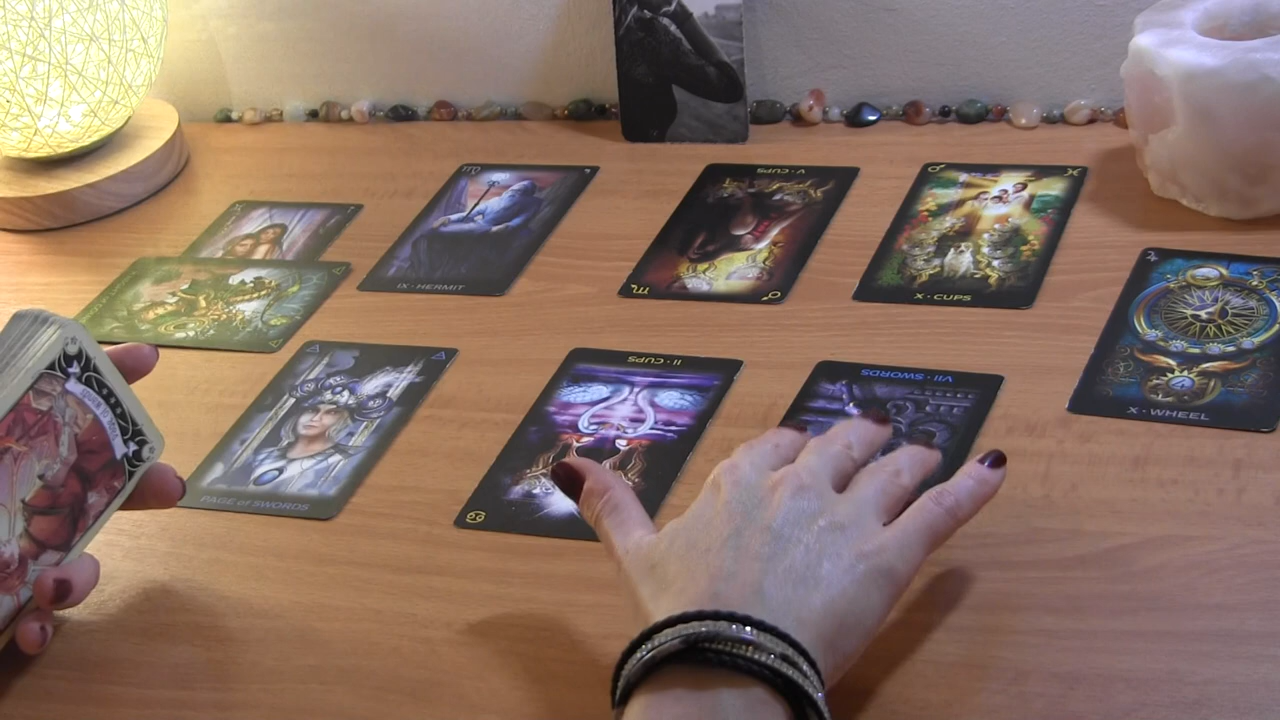 IX · HERMIT
V · CUPS
X · CUPS
X · WHEEL
PAGE of SWORDS
II · CUPS
VII · SWORDS